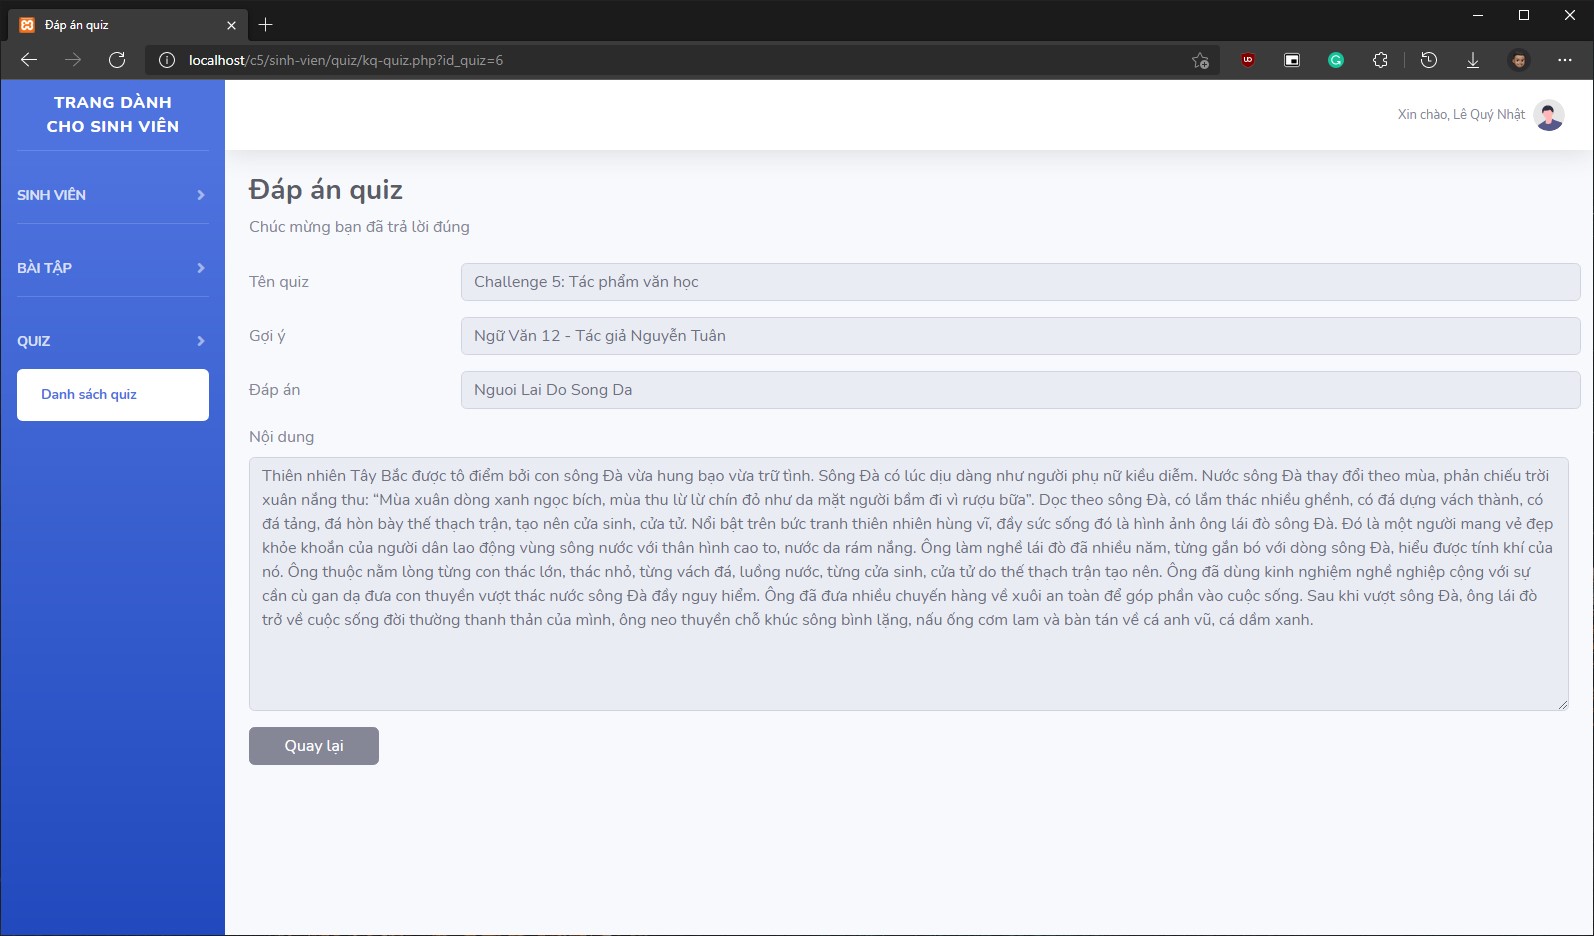 Đáp án quiz
localhost/c5/sinh-vien/quiz/kq-quiz.php?id_quiz=6
TRANG DÀNH
CHO SINH VIÊN
Xin chào, Lê Quý Nhật
SINH VIÊN
BÀI TẬP
QUIZ
Danh sách quiz
Đáp án quiz
Chúc mừng bạn đã trả lời đúng
Tên quiz
Challenge 5: Tác phẩm văn học
Gợi ý
Ngữ Văn 12 - Tác giả Nguyễn Tuân
Đáp án
Nguoi Lai Do Song Da
Nội dung
Thiên nhiên Tây Bắc được tô điểm bởi con sông Đà vừa hung bạo vừa trữ tình. Sông Đà có lúc dịu dàng như người phụ nữ kiều diễm. Nước sông Đà thay đổi theo mùa, phản chiếu trời
xuân nắng thu: “Mùa xuân dòng xanh ngọc bích, mùa thu lừ lừ chín đỏ như da mặt người bầm đi vì rượu bữa”. Dọc theo sông Đà, có lắm thác nhiều ghềnh, có đá dựng vách thành, có
đá tảng, đá hòn bày thế thạch trận, tạo nên cửa sinh, cửa tử. Nổi bật trên bức tranh thiên nhiên hùng vĩ, đầy sức sống đó là hình ảnh ông lái đò sông Đà. Đó là một người mang vẻ đẹp
khỏe khoắn của người dân lao động vùng sông nước với thân hình cao to, nước da rám nắng. Ông làm nghề lái đò đã nhiều năm, từng gắn bó với dòng sông Đà, hiểu được tính khí của
nó. Ông thuộc nằm lòng từng con thác lớn, thác nhỏ, từng vách đá, luồng nước, từng cửa sinh, cửa tử do thế thạch trận tạo nên. Ông đã dùng kinh nghiệm nghề nghiệp cộng với sự
cần cù gan dạ đưa con thuyền vượt thác nước sông Đà đầy nguy hiểm. Ông đã đưa nhiều chuyến hàng về xuôi an toàn để góp phần vào cuộc sống. Sau khi vượt sông Đà, ông lái đò
trở về cuộc sống đời thường thanh thản của mình, ông neo thuyền chỗ khúc sông bình lặng, nấu ống cơm lam và bàn tán về cá anh vũ, cá dầm xanh.
Quay lại